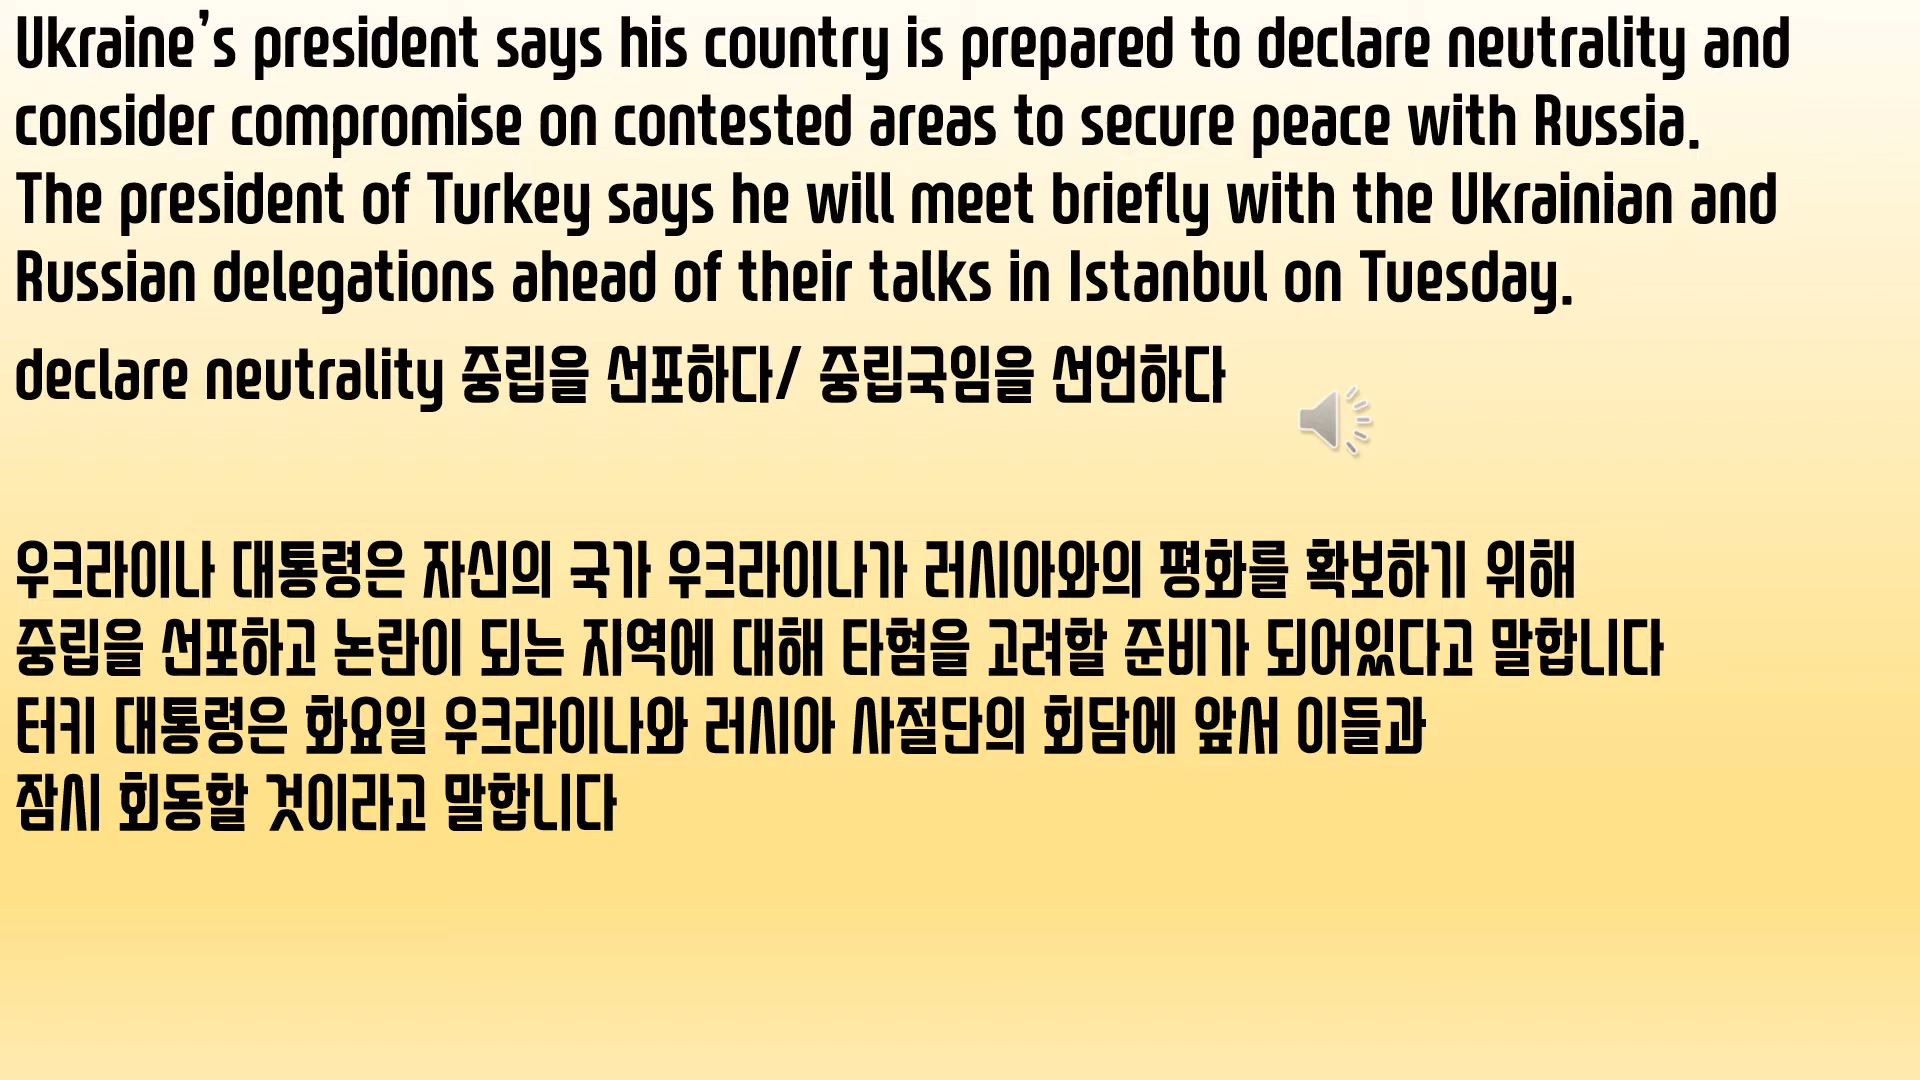 Ukraine's president says his country is prepared to declare neutrality and
consider compromise on contested areas to secure peace with Russia.
The president of Turkey says he will meet briefly with the Ukrainian and
Russian delegations ahead of their talks in Istanbul on Tuesday.
declare neutrality 중립을 선포하다/ 중립국임을 선언하다
우크라이나 대통령은 자신의 국가 우크라이나가 러시아와의 평화를 확보하기 위해
중립을 선포하고 논란이 되는 지역에 대해 타협을 고려할 준비가 되어있다고 말합니다
터키 대통령은 화요일 우크라이나와 러시아 사절단의 회담에 앞서 이들과
잠시 회동할 것이라고 말합니다